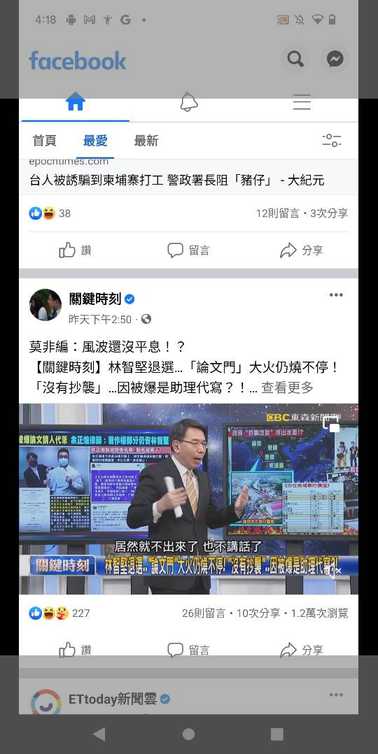 4:18
facebook
首頁
最愛
最新
epochtimes.com
台人被誘騙到柬埔寨打工 警政署長阻「豬仔」 - 大紀元
38
12則留言・3次分享
讚
留言
分享
關鍵時刻
昨天下午2:50
莫非編：風波還沒平息！？
【關鍵時刻】林智堅退選…「論文門」大火仍燒不停！
「沒有抄襲」…因被爆是助理代寫？！... 查看更多
EBC 東森新聞
居然就不出來了 也不講話了
關鍵時刻
林智堅退選..."論文門"大火仍燒不停!"沒有抄襲"..因被爆是助理代寫
227
26則留言・10次分享・1.2萬次瀏覽
讚
留言
分享
ETtoday新聞雲